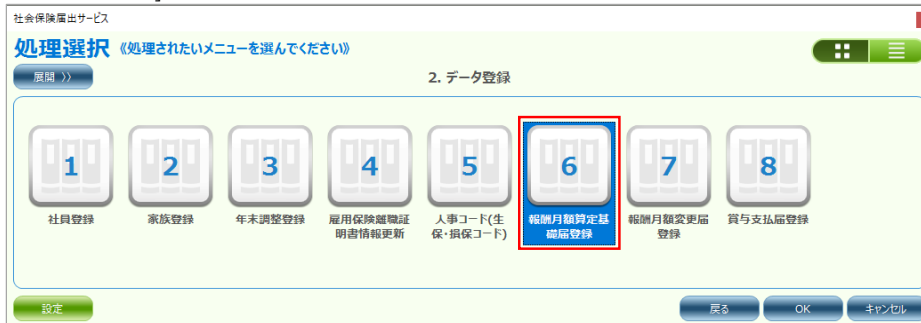 社会保険届出サービス
処理選択 《処理されたいメニューを選んでください》
展開 》
2. データ登録
1
社員登録
2
家族登録
3
年末調整登録
4
雇用保険離職証
明書情報更新
5
人事コード(生
保・損保コード)
6
報酬月額算定基
礎届登録
7
報酬月額変更届
登録
8
賞与支払届登録
設定
戻る
OK
キャンセル